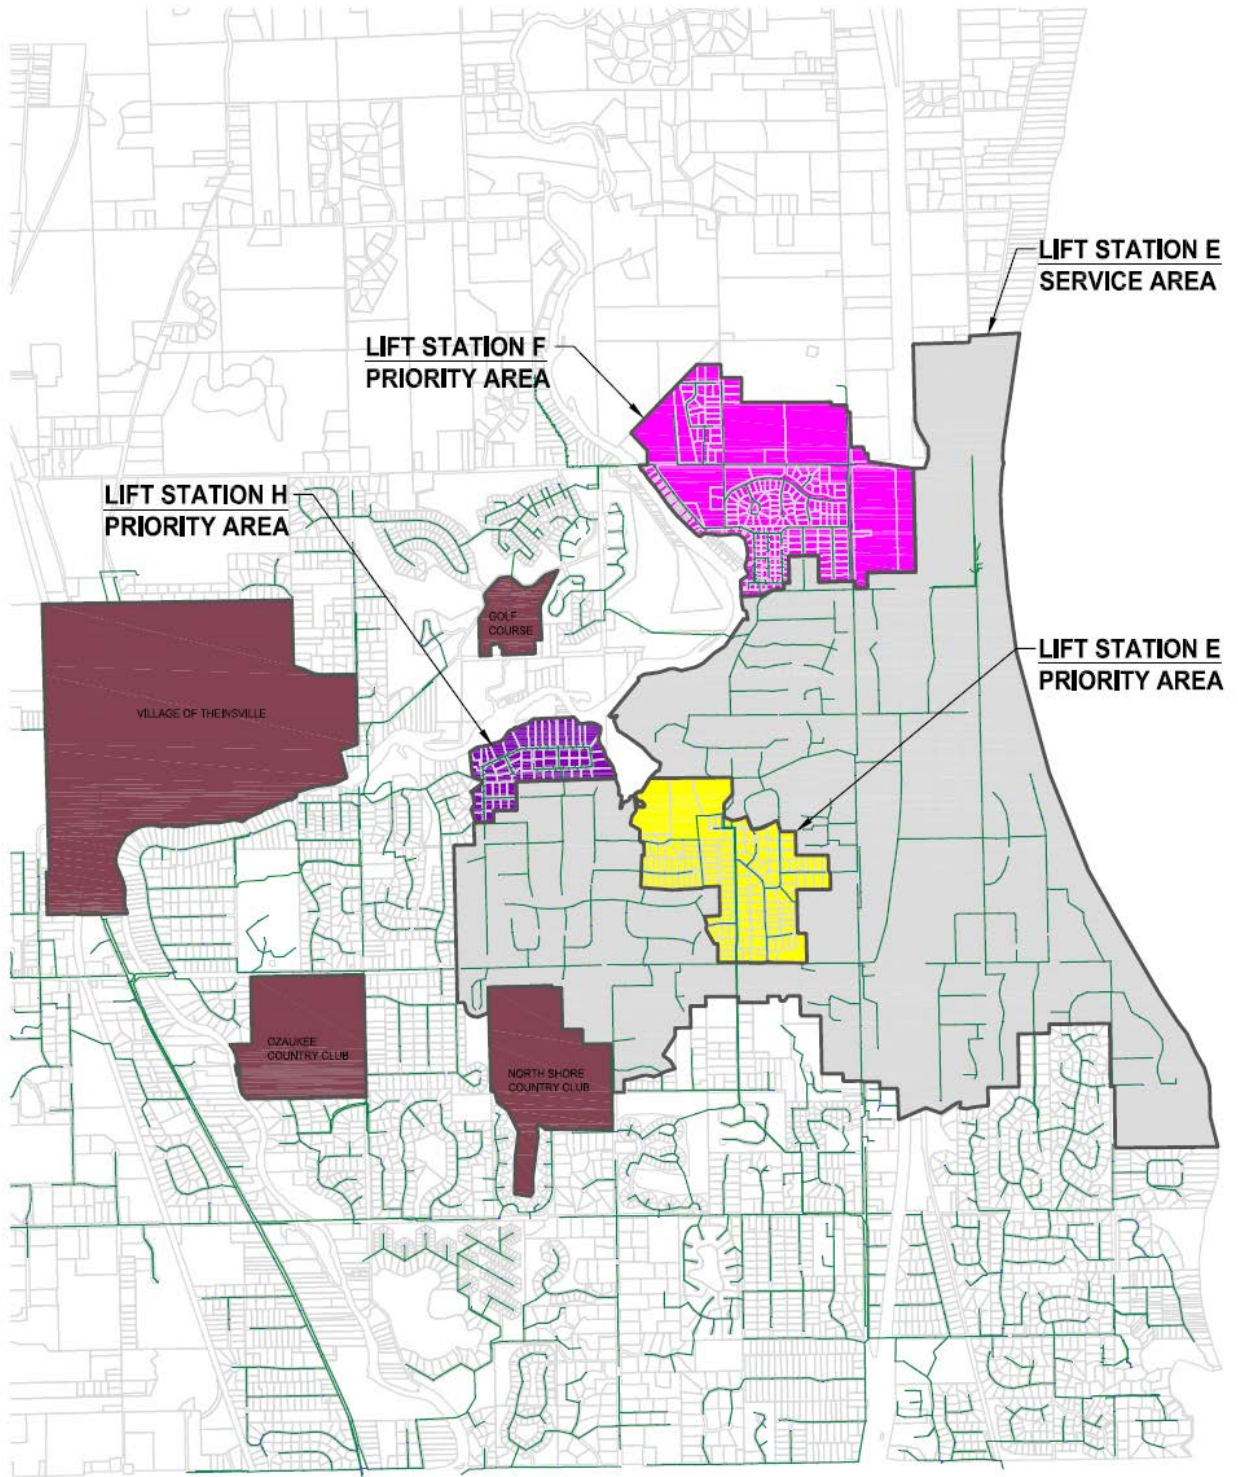 LIFT STATION E
SERVICE AREA
LIFT STATION F
PRIORITY AREA
LIFT STATION H
PRIORITY AREA
GOLF
COURSE
LIFT STATION E
PRIORITY AREA
VILLAGE OF THEINSVILLE
OZAUKEE
COUNTRY CLUB
NORTH SHORE
COUNTRY CLUB